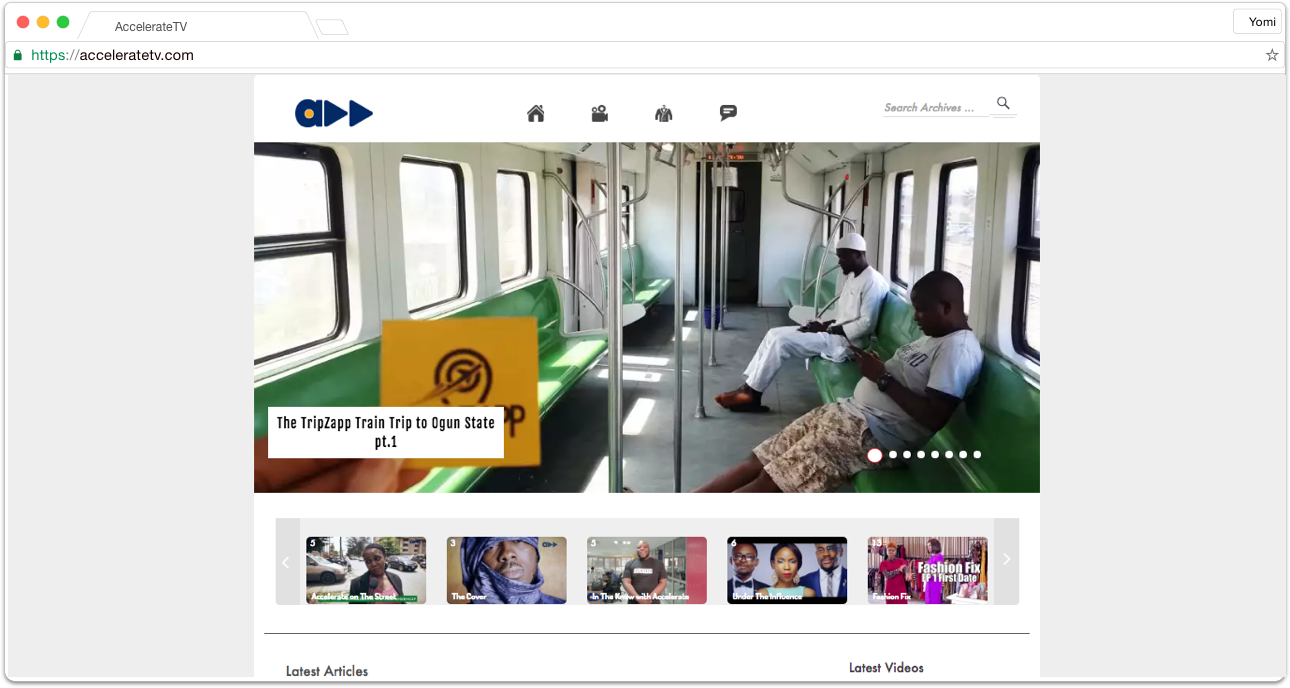 AccelerateTV
Yomi
https://acceleratetv.com
Search Archives ...
The TripZapp Train Trip to Ogun State
pt.1
5
3
5
6
13
Fashion Fix
EP 1 First Date
Accelerate on The Street
The Cover
In The Know with Accelerate
Under The Influence
Fashion Fix
Latest Articles
Latest Videos